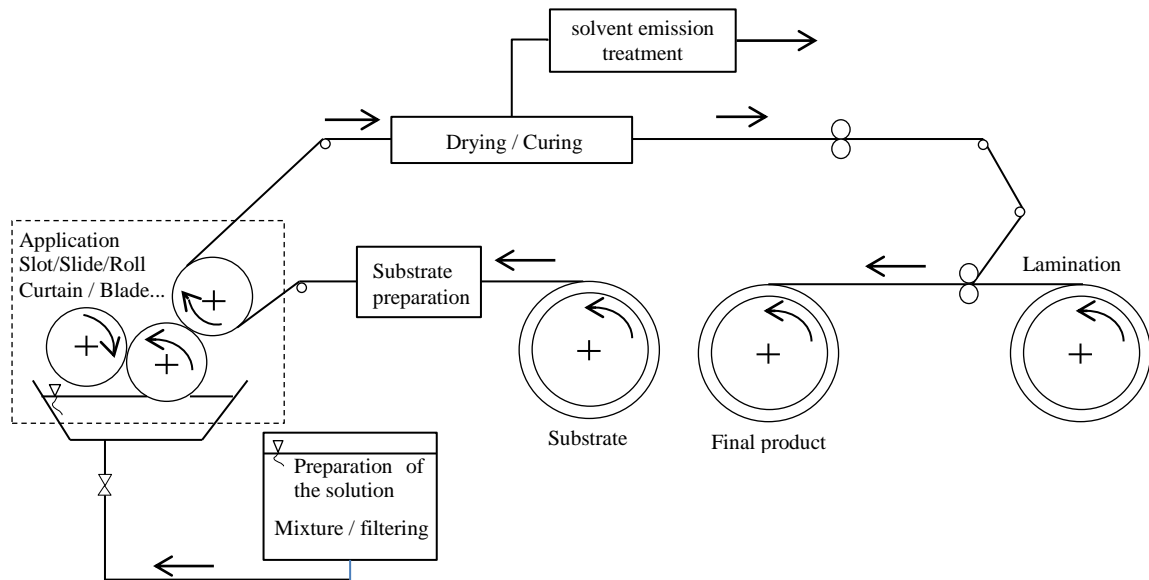 solvent emission
treatment
Drying / Curing
Application
Slot/Slide/Roll
Curtain / Blade...
Substrate
preparation
Lamination
Substrate
Final product
Preparation of
the solution
Mixture / filtering